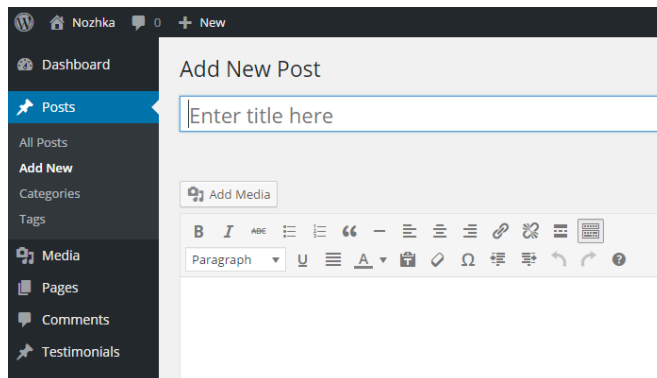 Nozhka 0 + New
Dashboard
Posts
All Posts
Add New
Categories
Tags
Media
Pages
Comments
Testimonials
Add New Post
Enter title here
Add Media
B I ABE
Paragraph U A Ω